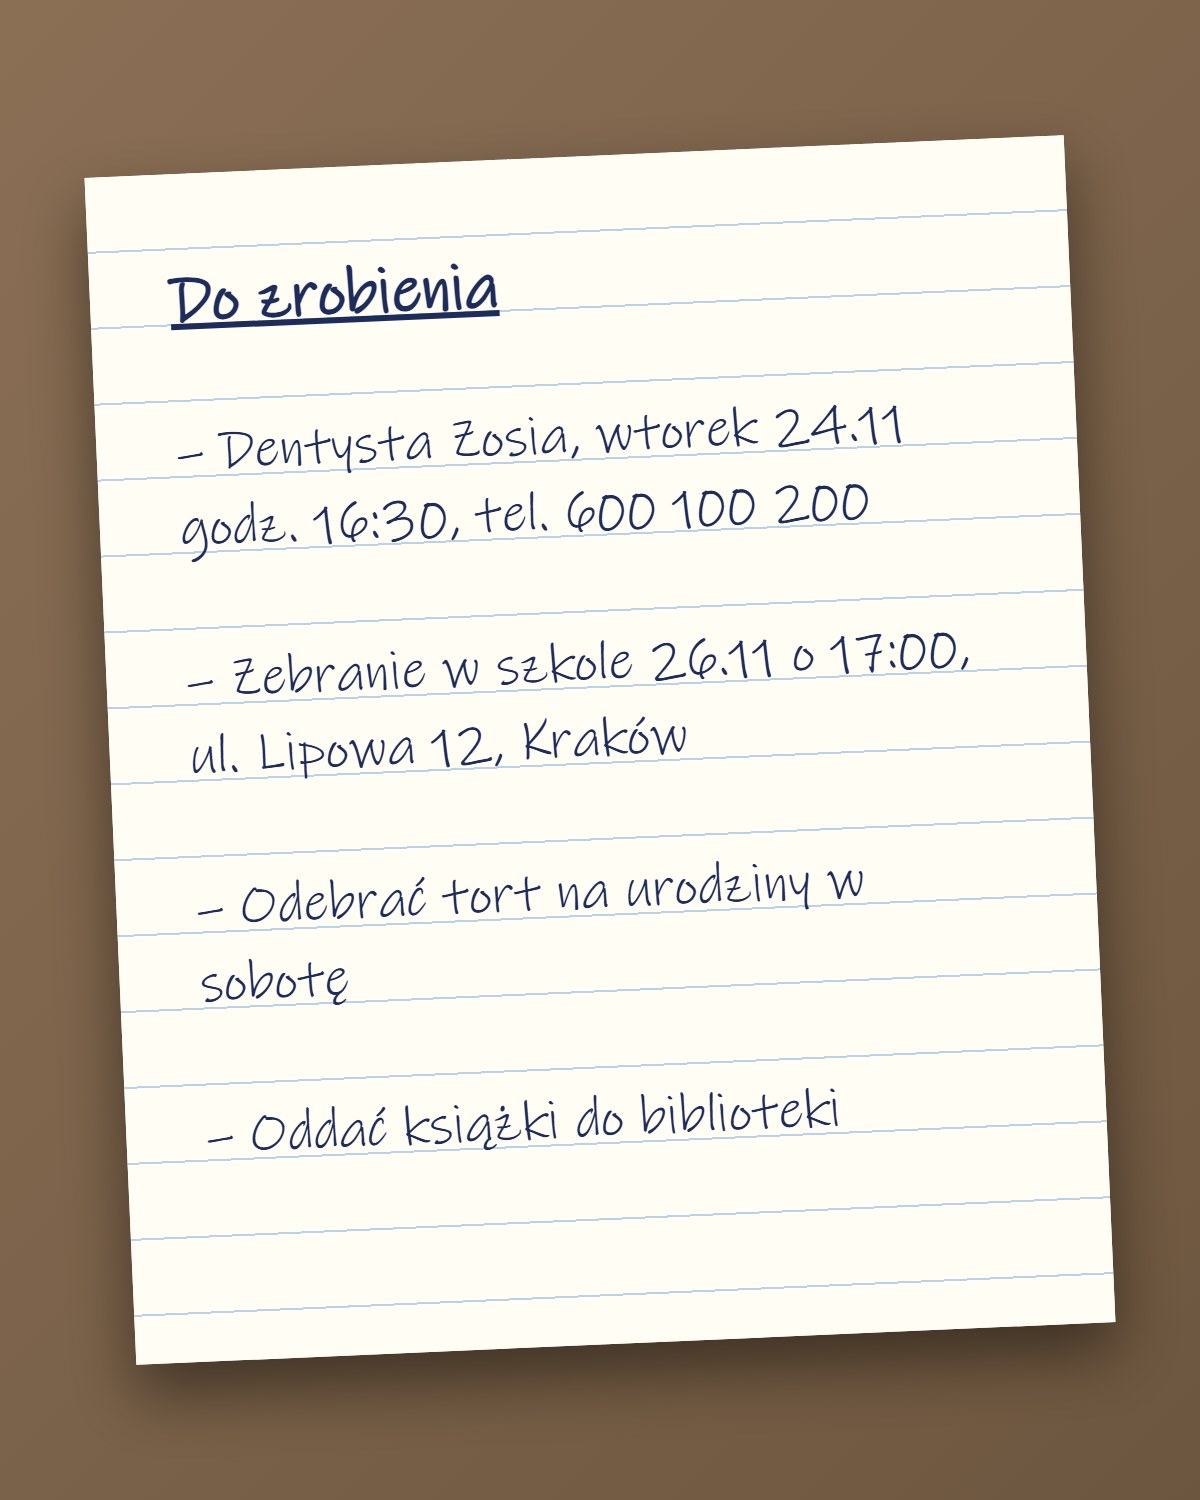 Do zrobienia
– Dentysta Zosia, wtorek 24.11
godz. 16:30, tel. 600 100 200
– Zebranie w szkole 26.11 o 17:00,
ul. Lipowa 12, Kraków
– Odebrać tort na urodziny w
sobotę
– Oddać książki do biblioteki